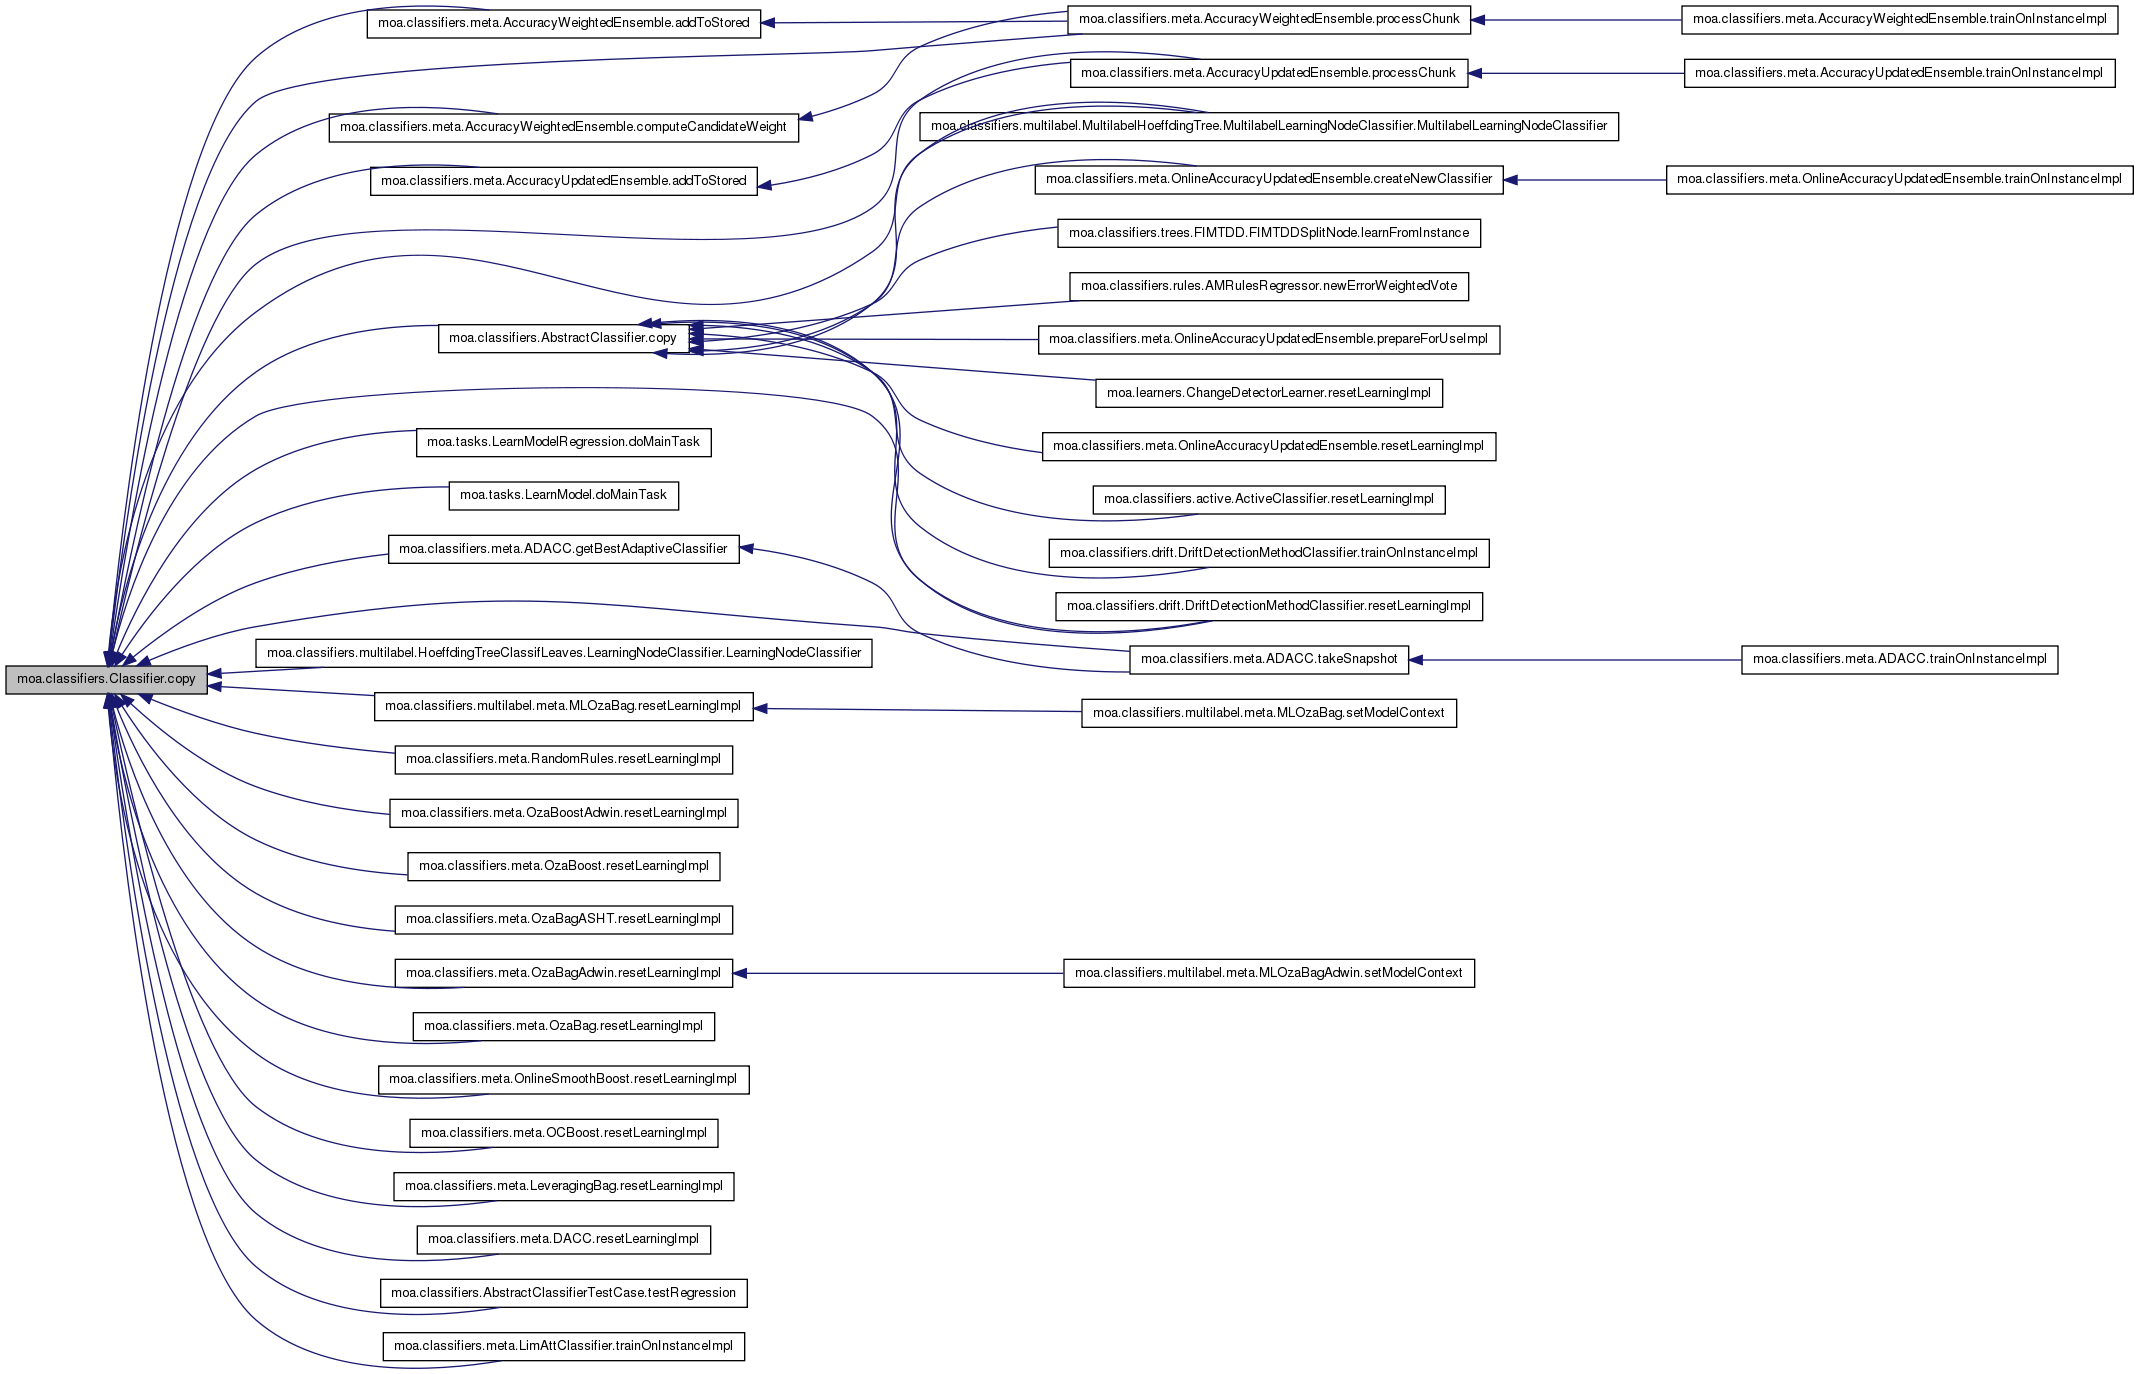 moa.classifiers.meta.AccuracyWeightedEnsemble.addToStored
moa.classifiers.meta.AccuracyWeightedEnsemble.processChunk
moa.classifiers.meta.AccuracyWeightedEnsemble.trainOnInstanceImpl
moa.classifiers.meta.AccuracyUpdatedEnsemble.processChunk
moa.classifiers.meta.AccuracyUpdatedEnsemble.trainOnInstanceImpl
moa.classifiers.meta.AccuracyWeightedEnsemble.computeCandidateWeight
moa.classifiers.multilabel.MultilabelHoeffdingTree.MultilabelLearningNodeClassifier.MultilabelLearningNodeClassifier
moa.classifiers.meta.AccuracyUpdatedEnsemble.addToStored
moa.classifiers.meta.OnlineAccuracyUpdatedEnsemble.createNewClassifier
moa.classifiers.meta.OnlineAccuracyUpdatedEnsemble.trainOnInstanceImpl
moa.classifiers.trees.FIMTDD.FIMTDDSplitNode.learnFromInstance
moa.classifiers.rules.AMRulesRegressor.newErrorWeightedVote
moa.classifiers.AbstractClassifier.copy
moa.classifiers.meta.OnlineAccuracyUpdatedEnsemble.prepareForUseImpl
moa.learners.ChangeDetectorLearner.resetLearningImpl
moa.tasks.LearnModelRegression.doMainTask
moa.classifiers.meta.OnlineAccuracyUpdatedEnsemble.resetLearningImpl
moa.tasks.LearnModel.doMainTask
moa.classifiers.active.ActiveClassifier.resetLearningImpl
moa.classifiers.meta.ADACC.getBestAdaptiveClassifier
moa.classifiers.drift.DriftDetectionMethodClassifier.trainOnInstanceImpl
moa.classifiers.drift.DriftDetectionMethodClassifier.resetLearningImpl
moa.classifiers.multilabel.HoeffdingTreeClassifLeaves.LearningNodeClassifier.LearningNodeClassifier
moa.classifiers.meta.ADACC.takeSnapshot
moa.classifiers.meta.ADACC.trainOnInstanceImpl
moa.classifiers.Classifier.copy
moa.classifiers.multilabel.meta.MLOzaBag.resetLearningImpl
moa.classifiers.multilabel.meta.MLOzaBag.setModelContext
moa.classifiers.meta.RandomRules.resetLearningImpl
moa.classifiers.meta.OzaBoostAdwin.resetLearningImpl
moa.classifiers.meta.OzaBoost.resetLearningImpl
moa.classifiers.meta.OzaBagASHT.resetLearningImpl
moa.classifiers.meta.OzaBagAdwin.resetLearningImpl
moa.classifiers.multilabel.meta.MLOzaBagAdwin.setModelContext
moa.classifiers.meta.OzaBag.resetLearningImpl
moa.classifiers.meta.OnlineSmoothBoost.resetLearningImpl
moa.classifiers.meta.OCBoost.resetLearningImpl
moa.classifiers.meta.LeveragingBag.resetLearningImpl
moa.classifiers.meta.DACC.resetLearningImpl
moa.classifiers.AbstractClassifierTestCase.testRegression
moa.classifiers.meta.LimAttClassifier.trainOnInstanceImpl